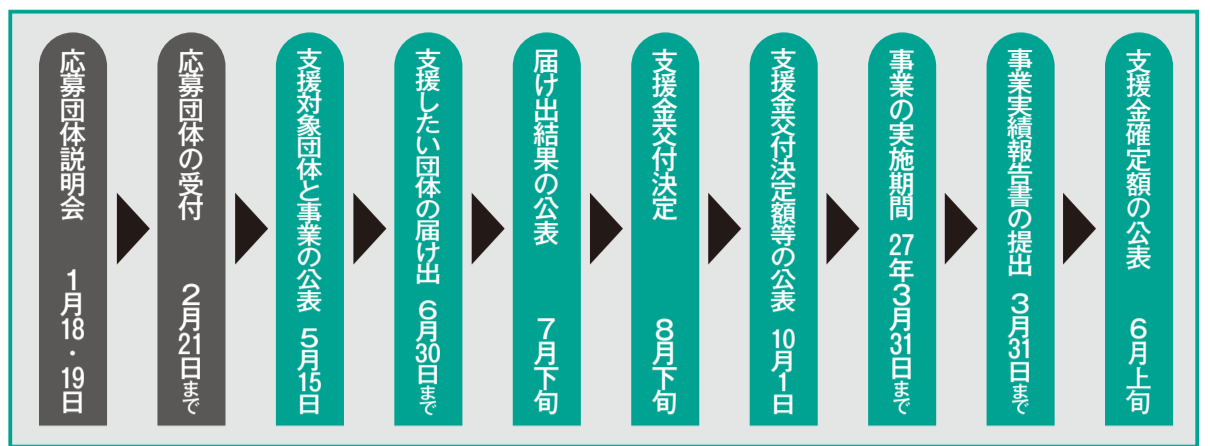 応募団体説明会 1月18・19日
応募団体の受付 2月21日まで
支援対象団体と事業の公表 5月15日
支援したい団体の届け出 6月30日まで
届け出結果の公表 7月下旬
支援金交付決定 8月下旬
支援金交付決定額等の公表 10月1日
事業の実施期間 27年3月31日まで
事業実績報告書の提出 3月31日まで
支援金確定額の公表 6月上旬